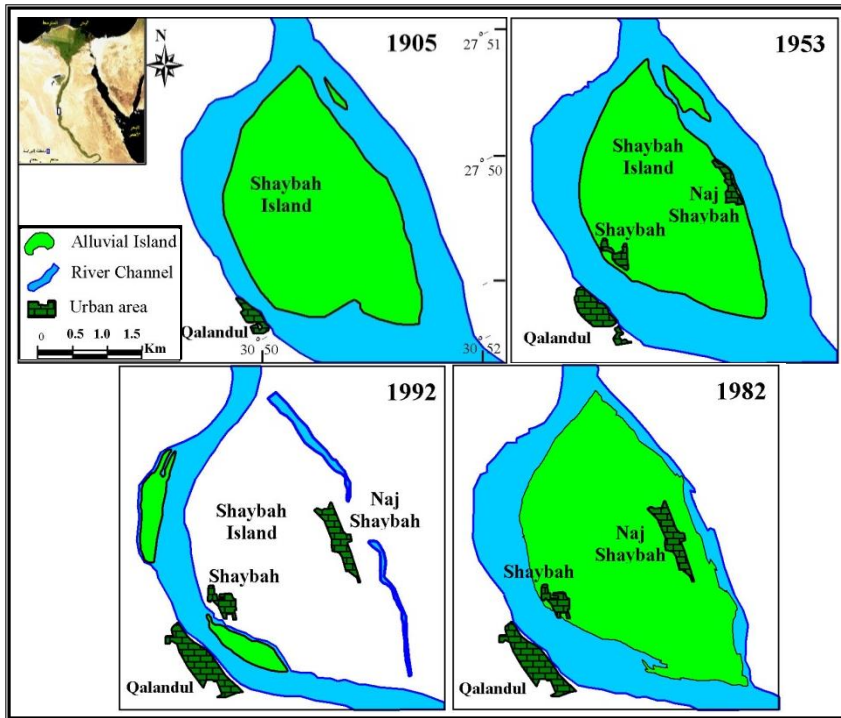 N
1905
27° 51
1953
Shaybah
Island
Shaybah
Island
27° 50
Naj
Shaybah
Shaybah
Alluvial Island
River Channel
Urban area
0 0.5 1.0 1.5
Km
Qalandul
30° 50
30° 52
Qalandul
1992
1982
Shaybah
Island
Naj
Shaybah
Naj
Shaybah
Shaybah
Shaybah
Qalandul
Qalandul